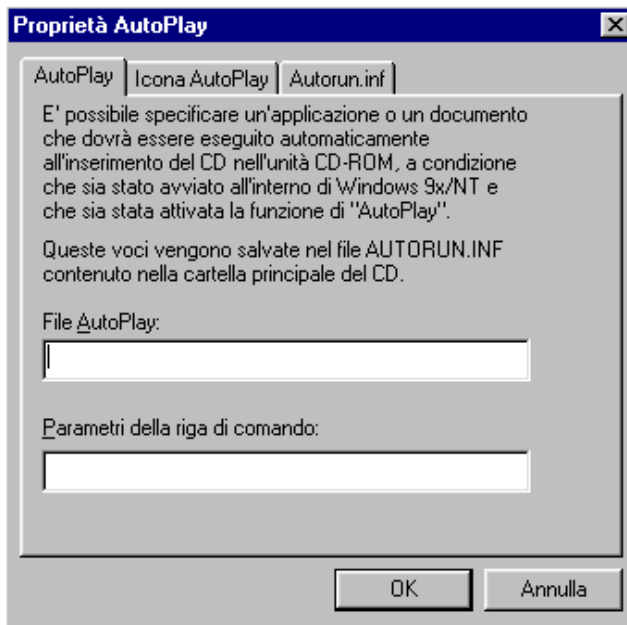 Proprietà AutoPlay
AutoPlay Icona AutoPlay Autorun.inf
E' possibile specificare un'applicazione o un documento
che dovrà essere eseguito automaticamente
all'inserimento del CD nell'unità CD-ROM, a condizione
che sia stato avviato all'interno di Windows 9x/NT e
che sia stata attivata la funzione di "AutoPlay".
Queste voci vengono salvate nel file AUTORUN.INF
contenuto nella cartella principale del CD.
File AutoPlay:
Parametri della riga di comando:
OK Annulla